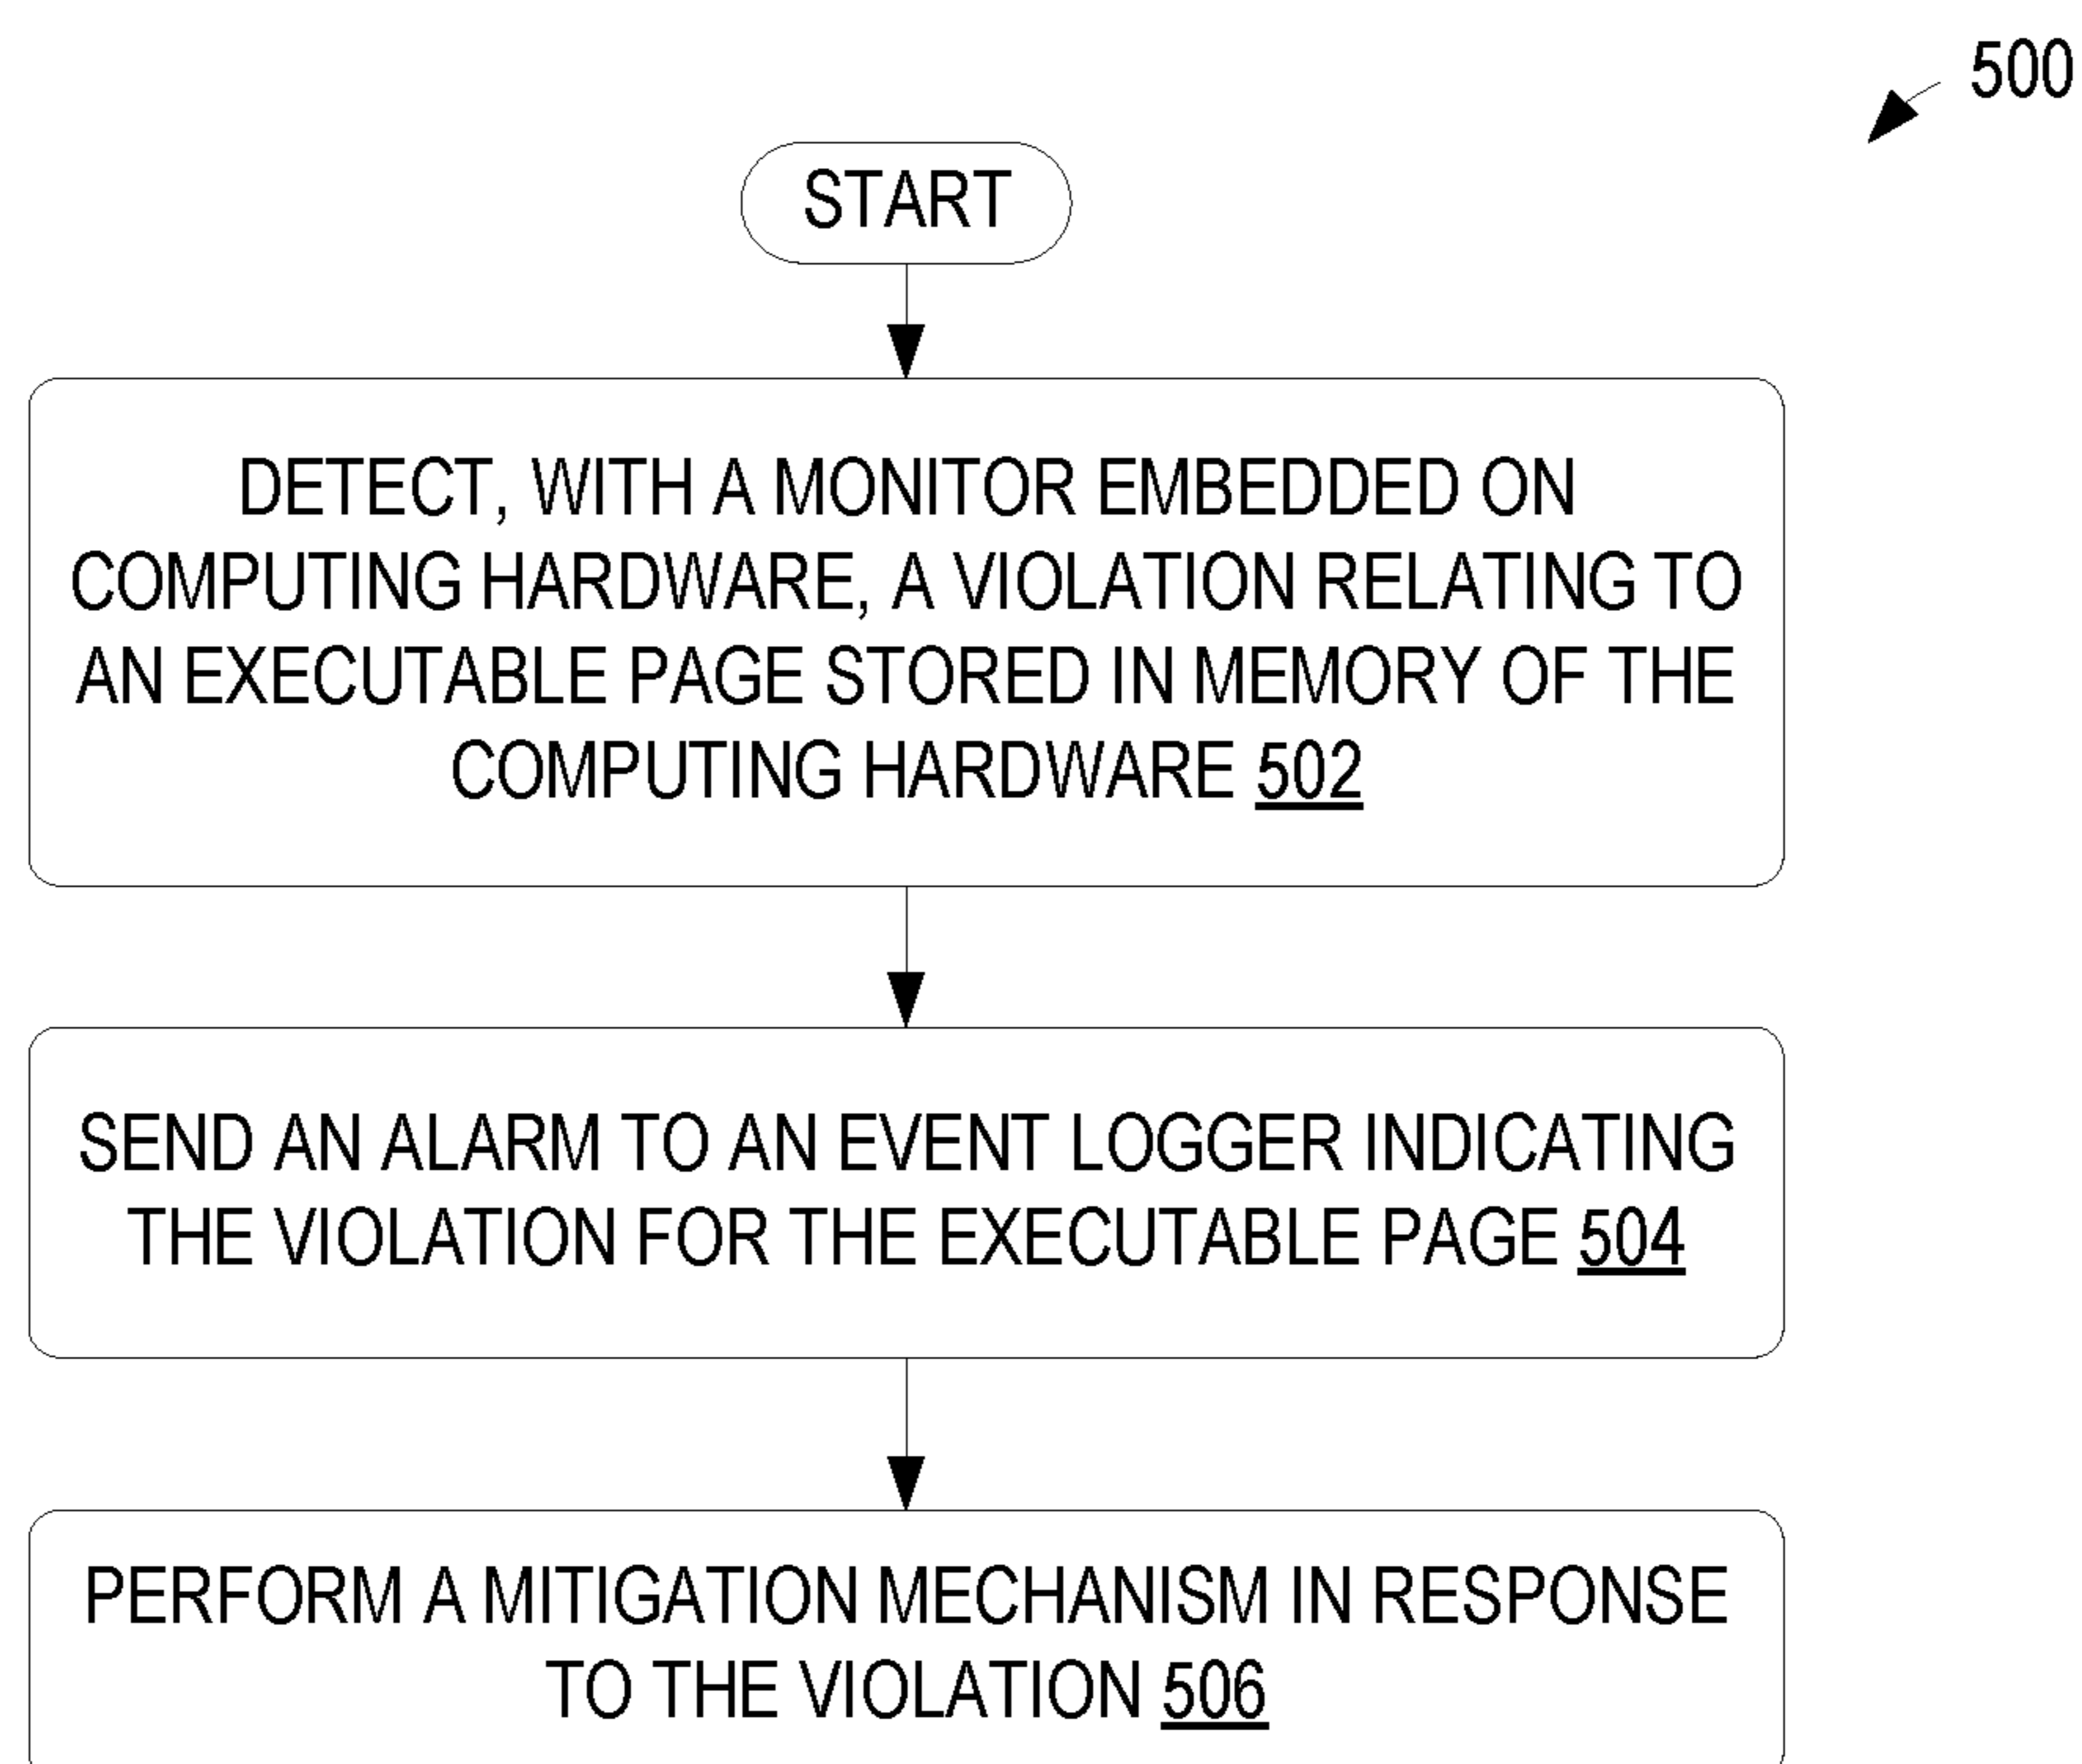 500
START
DETECT, WITH A MONITOR EMBEDDED ON
COMPUTING HARDWARE, A VIOLATION RELATING TO
AN EXECUTABLE PAGE STORED IN MEMORY OF THE
COMPUTING HARDWARE 502
SEND AN ALARM TO AN EVENT LOGGER INDICATING
THE VIOLATION FOR THE EXECUTABLE PAGE 504
PERFORM A MITIGATION MECHANISM IN RESPONSE
TO THE VIOLATION 506